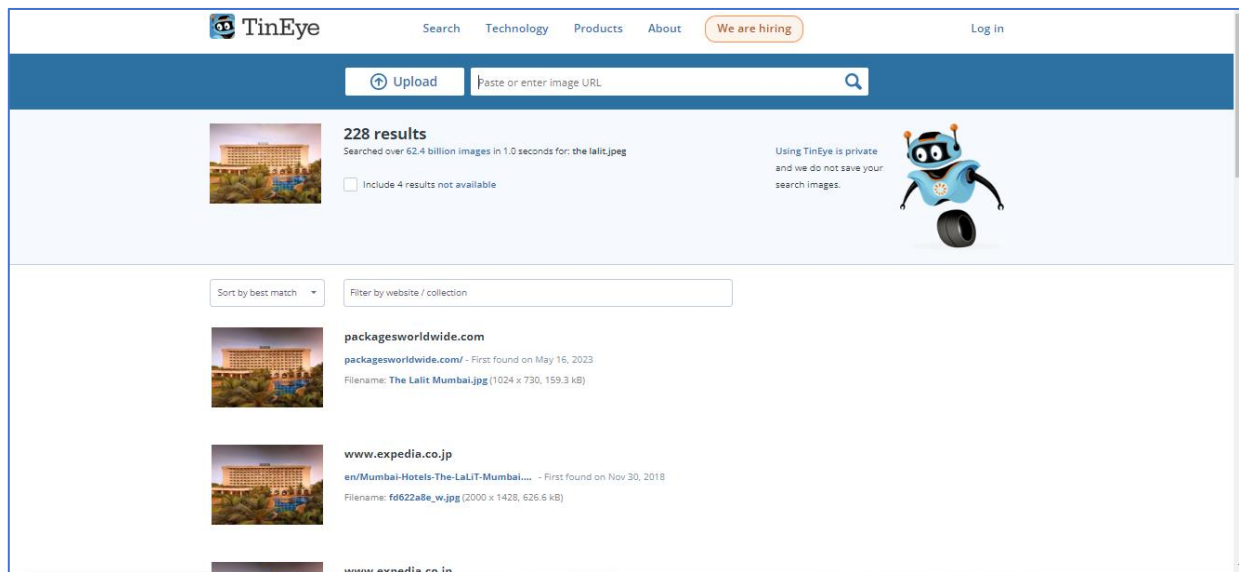 TinEye
Search Technology Products About We are hiring Log in
Upload Paste or enter image URL
228 results
Searched over 62.4 billion images in 1.0 seconds for: the lalit.jpeg
Include 4 results not available
Using TinEye is private
and we do not save your
search images.
Sort by best match Filter by website / collection
packagesworldwide.com
packagesworldwide.com/ - First found on May 16, 2023
Filename: The Lalit Mumbai.jpg (1024 x 730, 159.3 kB)
www.expedia.co.jp
en/Mumbai-Hotels-The-LaLiT-Mumbai.... - First found on Nov 30, 2018
Filename: fd622a8e_w.jpg (2000 x 1428, 626.6 kB)
www.expedia.co.in